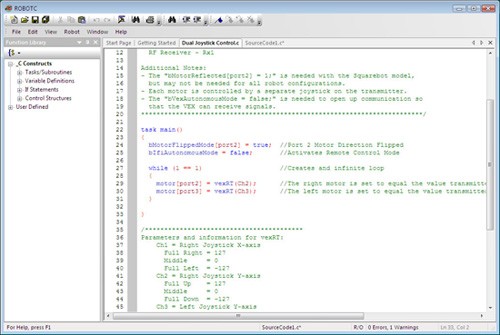 ROBOTC
File Edit View Robot Window Help
Function Library
_C Constructs
Tasks/Subroutines
Variable Definitions
If Statements
Control Structures
User Defined
Start Page Getting Started Dual Joystick Control.c SourceCode1.c*
12 RF Receiver - Rx1
13
14 Additional Notes:
15 - The "bMotorReflected[port2] = 1;" is needed with the Squarebot model,
16 but may not be needed for all robot configurations.
17 - Each motor is controlled by a separate joystick on the transmitter.
18 - The "bVexAutonomousMode = false;" is needed to open up communication so
19 that the VEX can receive signals.
20 ****************************************************************/
21
22 task main()
23 {
24 bMotorFlippedMode[port2] = true; //Port 2 Motor Direction Flipped
25 bIfiAutonomousMode = false; //Activates Remote Control Mode
26
27 while (1 == 1) //Creates and infinite Loop
28 {
29 motor[port2] = vexRT(Ch2); //The right motor is set to equal the value transmitte
30 motor[port3] = vexRT(Ch3); //The left motor is set to equal the value transmitte
31 }
32
33 }
34
35 /***************************************
36 Parameters and information for vexRT:
37 Ch1 = Right Joystick X-axis
38 Full Right = 127
39 Middle = 0
40 Full Left = -127
41 Ch2 = Right Joystick Y-axis
42 Full Up = 127
43 Middle = 0
44 Full Down = -127
45 Ch3 = Left Joystick Y-axis
For Help, press F1 SourceCode1.c* R/O 0 Errors, 1 Warnings Ln 33, Col 2